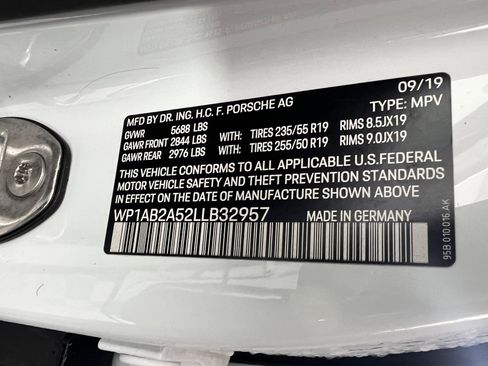 09/19
MFD BY DR. ING. H.C. F. PORSCHE AG TYPE: MPV
GVWR 5688 LBS
GAWR FRONT 2844 LBS WITH: TIRES 235/55 R19 RIMS 8.5JX19
GAWR REAR 2976 LBS WITH: TIRES 255/50 R19 RIMS 9.0JX19
THIS VEHICLE CONFORMS TO ALL APPLICABLE U.S.FEDERAL
MOTOR VEHICLE SAFETY AND THEFT PREVENTION STANDARDS
IN EFFECT ON THE DATE OF MANUFACTURE SHOWN ABOVE
WP1AB2A52LLB32957 MADE IN GERMANY
95B 010 016 AK